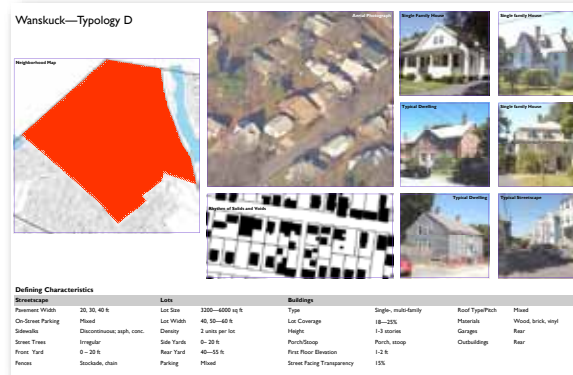 Wanskuck—Typology D
Neighborhood Map
Aerial Photograph
Single Family House
Single family House
Typical Dwelling
Single family House
Rhythm of Solids and Voids
Typical Dwelling
Typical Streetscape
Defining Characteristics
Streetscape Lots Buildings
Pavement Width 20, 30, 40 ft Lot Size 3200—6000 sq ft Type Single-, multi-family Roof Type/Pitch Mixed
On-Street Parking Mixed Lot Width 40, 50—60 ft Lot Coverage 18—25% Materials Wood, brick, vinyl
Sidewalks Discontinuous; asph, conc. Density 2 units per lot Height 1-3 stories Garages Rear
Street Trees Irregular Side Yards 0– 20 ft Porch/Stoop Porch, stoop Outbuildings Rear
Front Yard 0 – 20 ft Rear Yard 40—55 ft First Floor Elevation 1-2 ft
Fences Stockade, chain Parking Mixed Street Facing Transparency 15%